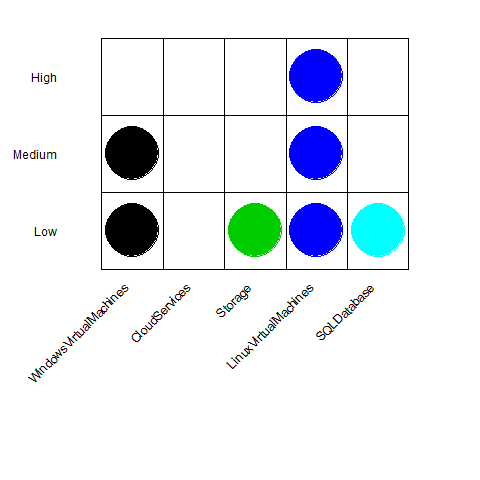 High
Medium
Low
WindowsVirtualMachines
CloudServices
Storage
LinuxVirtualMachines
SQLDatabase